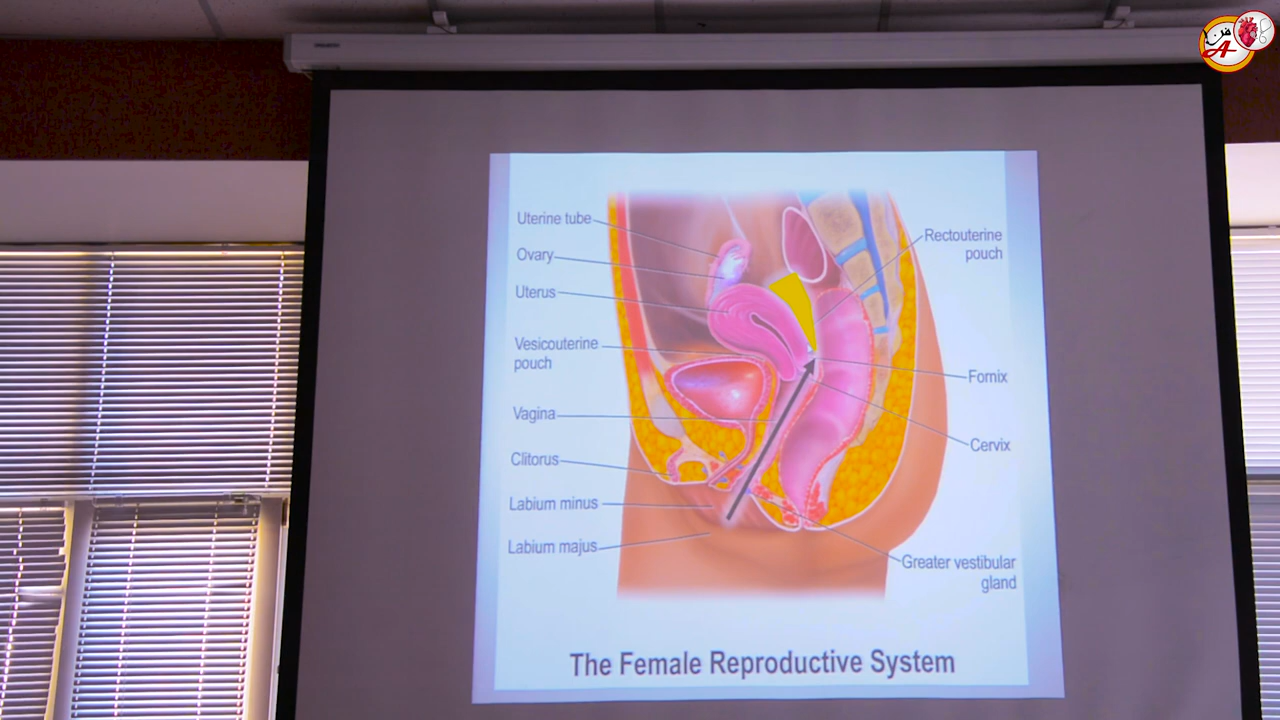 Uterine tube
Ovary
Uterus
Vesicouterine
pouch
Vagina
Clitorus
Labium minus
Labium majus
Rectouterine
pouch
Fornix
Cervix
Greater vestibular
gland
The Female Reproductive System
فن
A